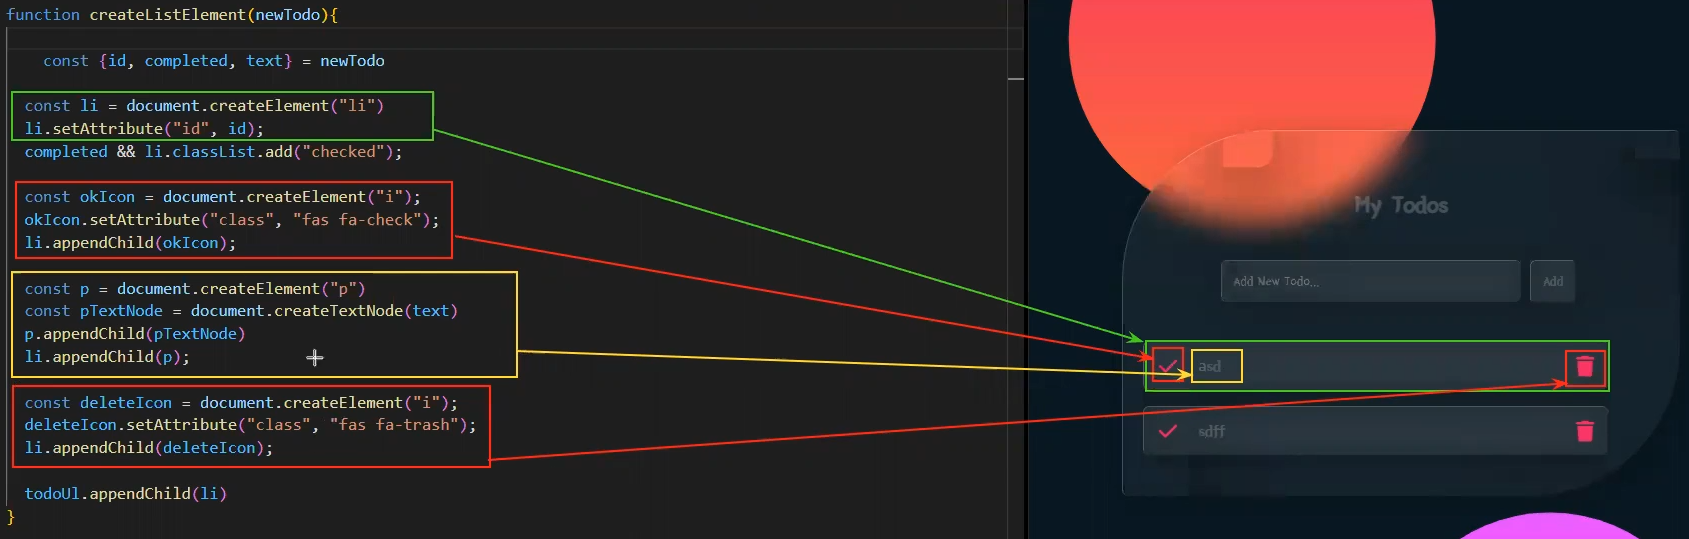 function createListElement(newTodo){
const {id, completed, text} = newTodo
const li = document.createElement("li")
li.setAttribute("id", id);
completed && li.classList.add("checked");
const okIcon = document.createElement("i");
okIcon.setAttribute("class", "fas fa-check");
li.appendChild(okIcon);
const p = document.createElement("p")
const pTextNode = document.createTextNode(text)
p.appendChild(pTextNode)
li.appendChild(p);
const deleteIcon = document.createElement("i");
deleteIcon.setAttribute("class", "fas fa-trash");
li.appendChild(deleteIcon);
todoUl.appendChild(li)
}
My Todos
Add New Todo...
Add
asd
sdff